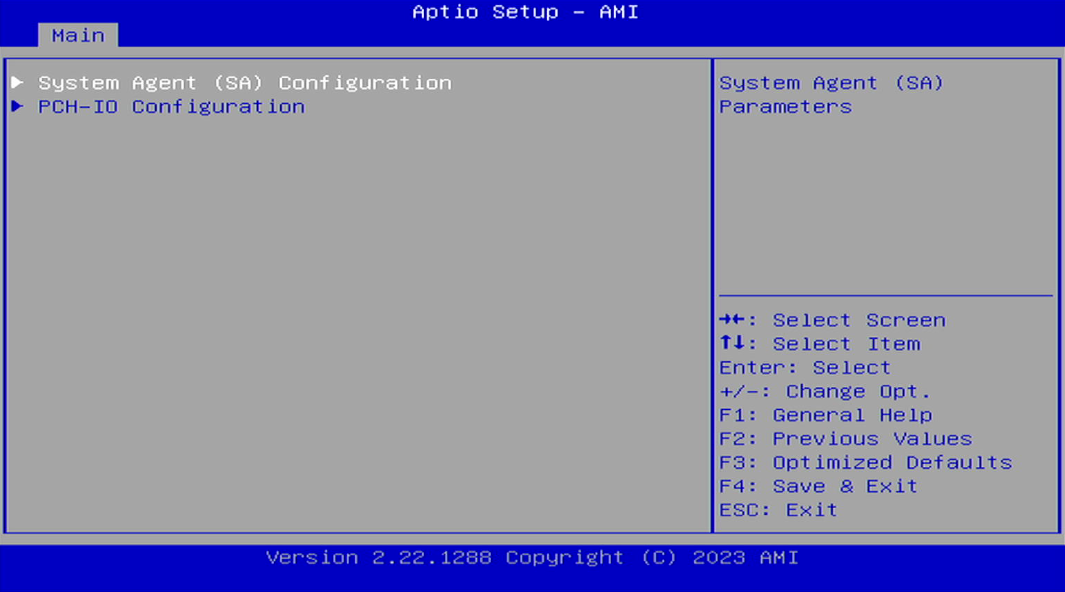 Aptio Setup – AMI
Main
▶ System Agent (SA) Configuration
▶ PCH-IO Configuration
System Agent (SA)
Parameters
→←: Select Screen
↑↓: Select Item
Enter: Select
+/-: Change Opt.
F1: General Help
F2: Previous Values
F3: Optimized Defaults
F4: Save & Exit
ESC: Exit
Version 2.22.1288 Copyright (C) 2023 AMI